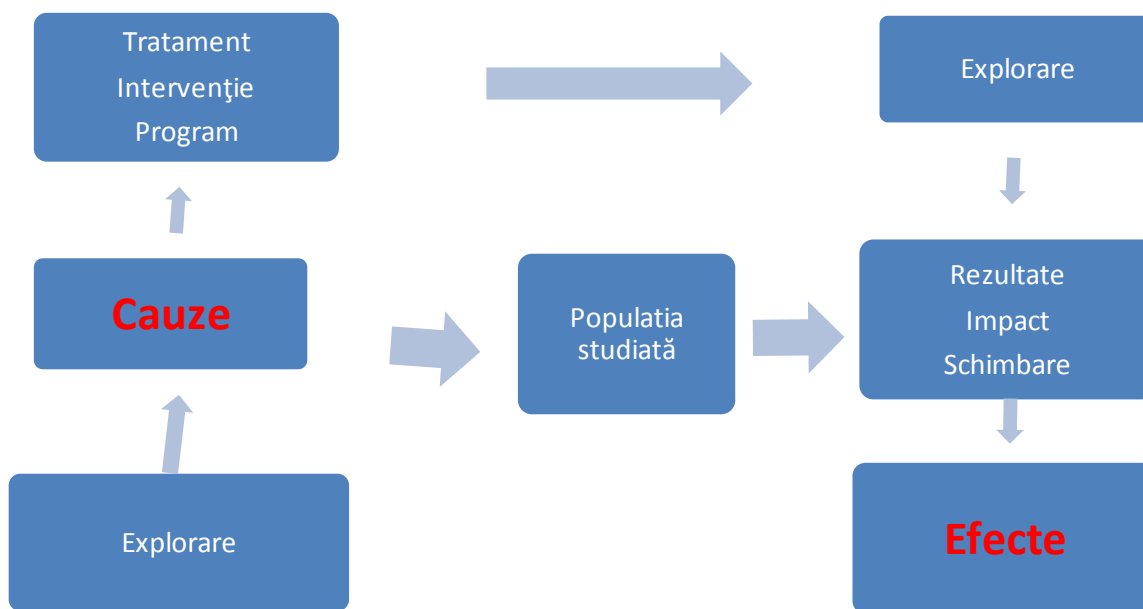 Tratament
Intervenţie
Program
Explorare
Cauze
Populatia
studiată
Rezultate
Impact
Schimbare
Explorare
Efecte